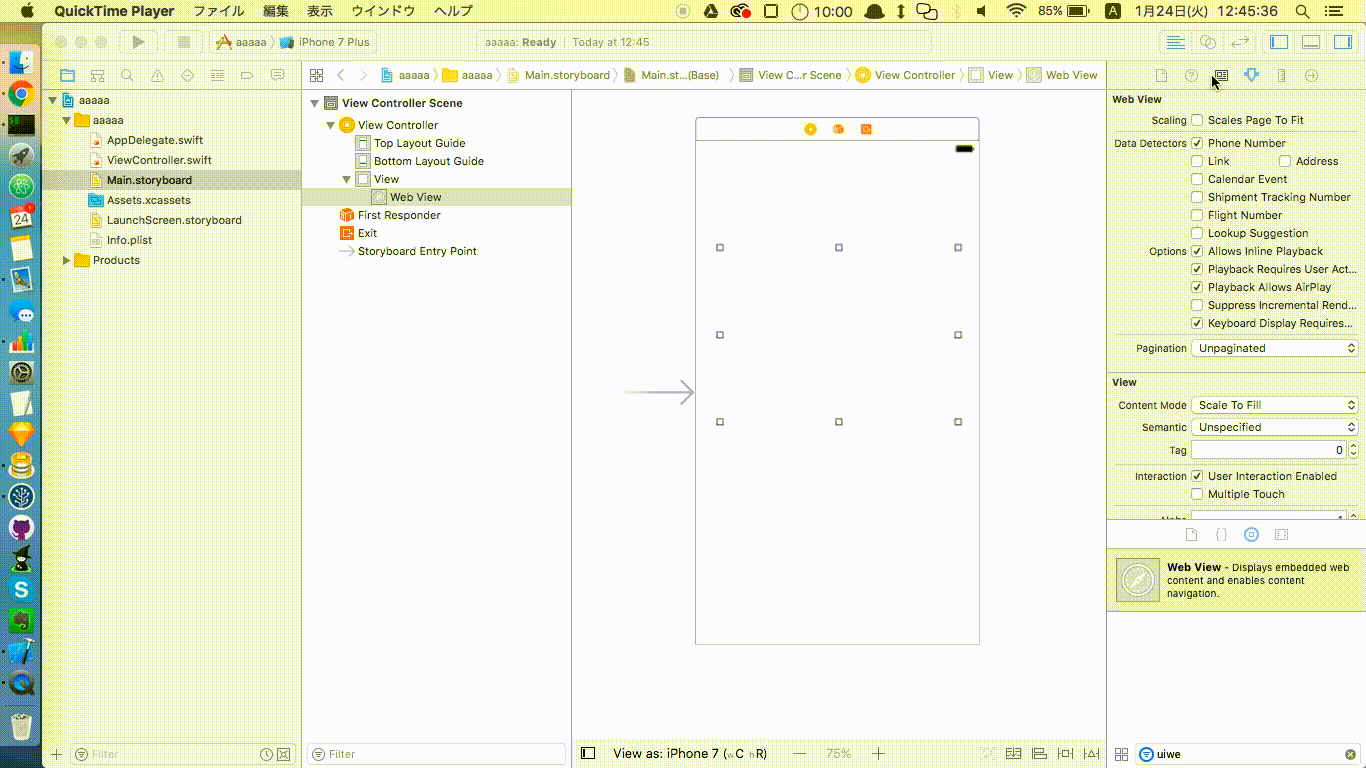 QuickTime Player ファイル 編集 表示 ウインドウ ヘルプ 10:00 85% A 1月24日(火) 12:45:36
aaaaa iPhone 7 Plus aaaaa: Ready Today at 12:45
aaaaa aaaaa Main.storyboard Main.st...(Base) View C...r Scene View Controller View Web View
aaaaa
aaaaa
AppDelegate.swift
ViewController.swift
Main.storyboard
Assets.xcassets
LaunchScreen.storyboard
Info.plist
Products
24
View Controller Scene
View Controller
Top Layout Guide
Bottom Layout Guide
View
Web View
First Responder
Exit
Storyboard Entry Point
Web View
Scaling Scales Page To Fit
Data Detectors Phone Number
Link Address
Calendar Event
Shipment Tracking Number
Flight Number
Lookup Suggestion
Options Allows Inline Playback
Playback Requires User Act...
Playback Allows AirPlay
Suppress Incremental Rend...
Keyboard Display Requires...
Pagination Unpaginated
View
Content Mode Scale To Fill
Semantic Unspecified
Tag 0
Interaction User Interaction Enabled
Multiple Touch
Web View - Displays embedded web
content and enables content
navigation.
Filter Filter View as: iPhone 7 (wC hR) 75% uiwe